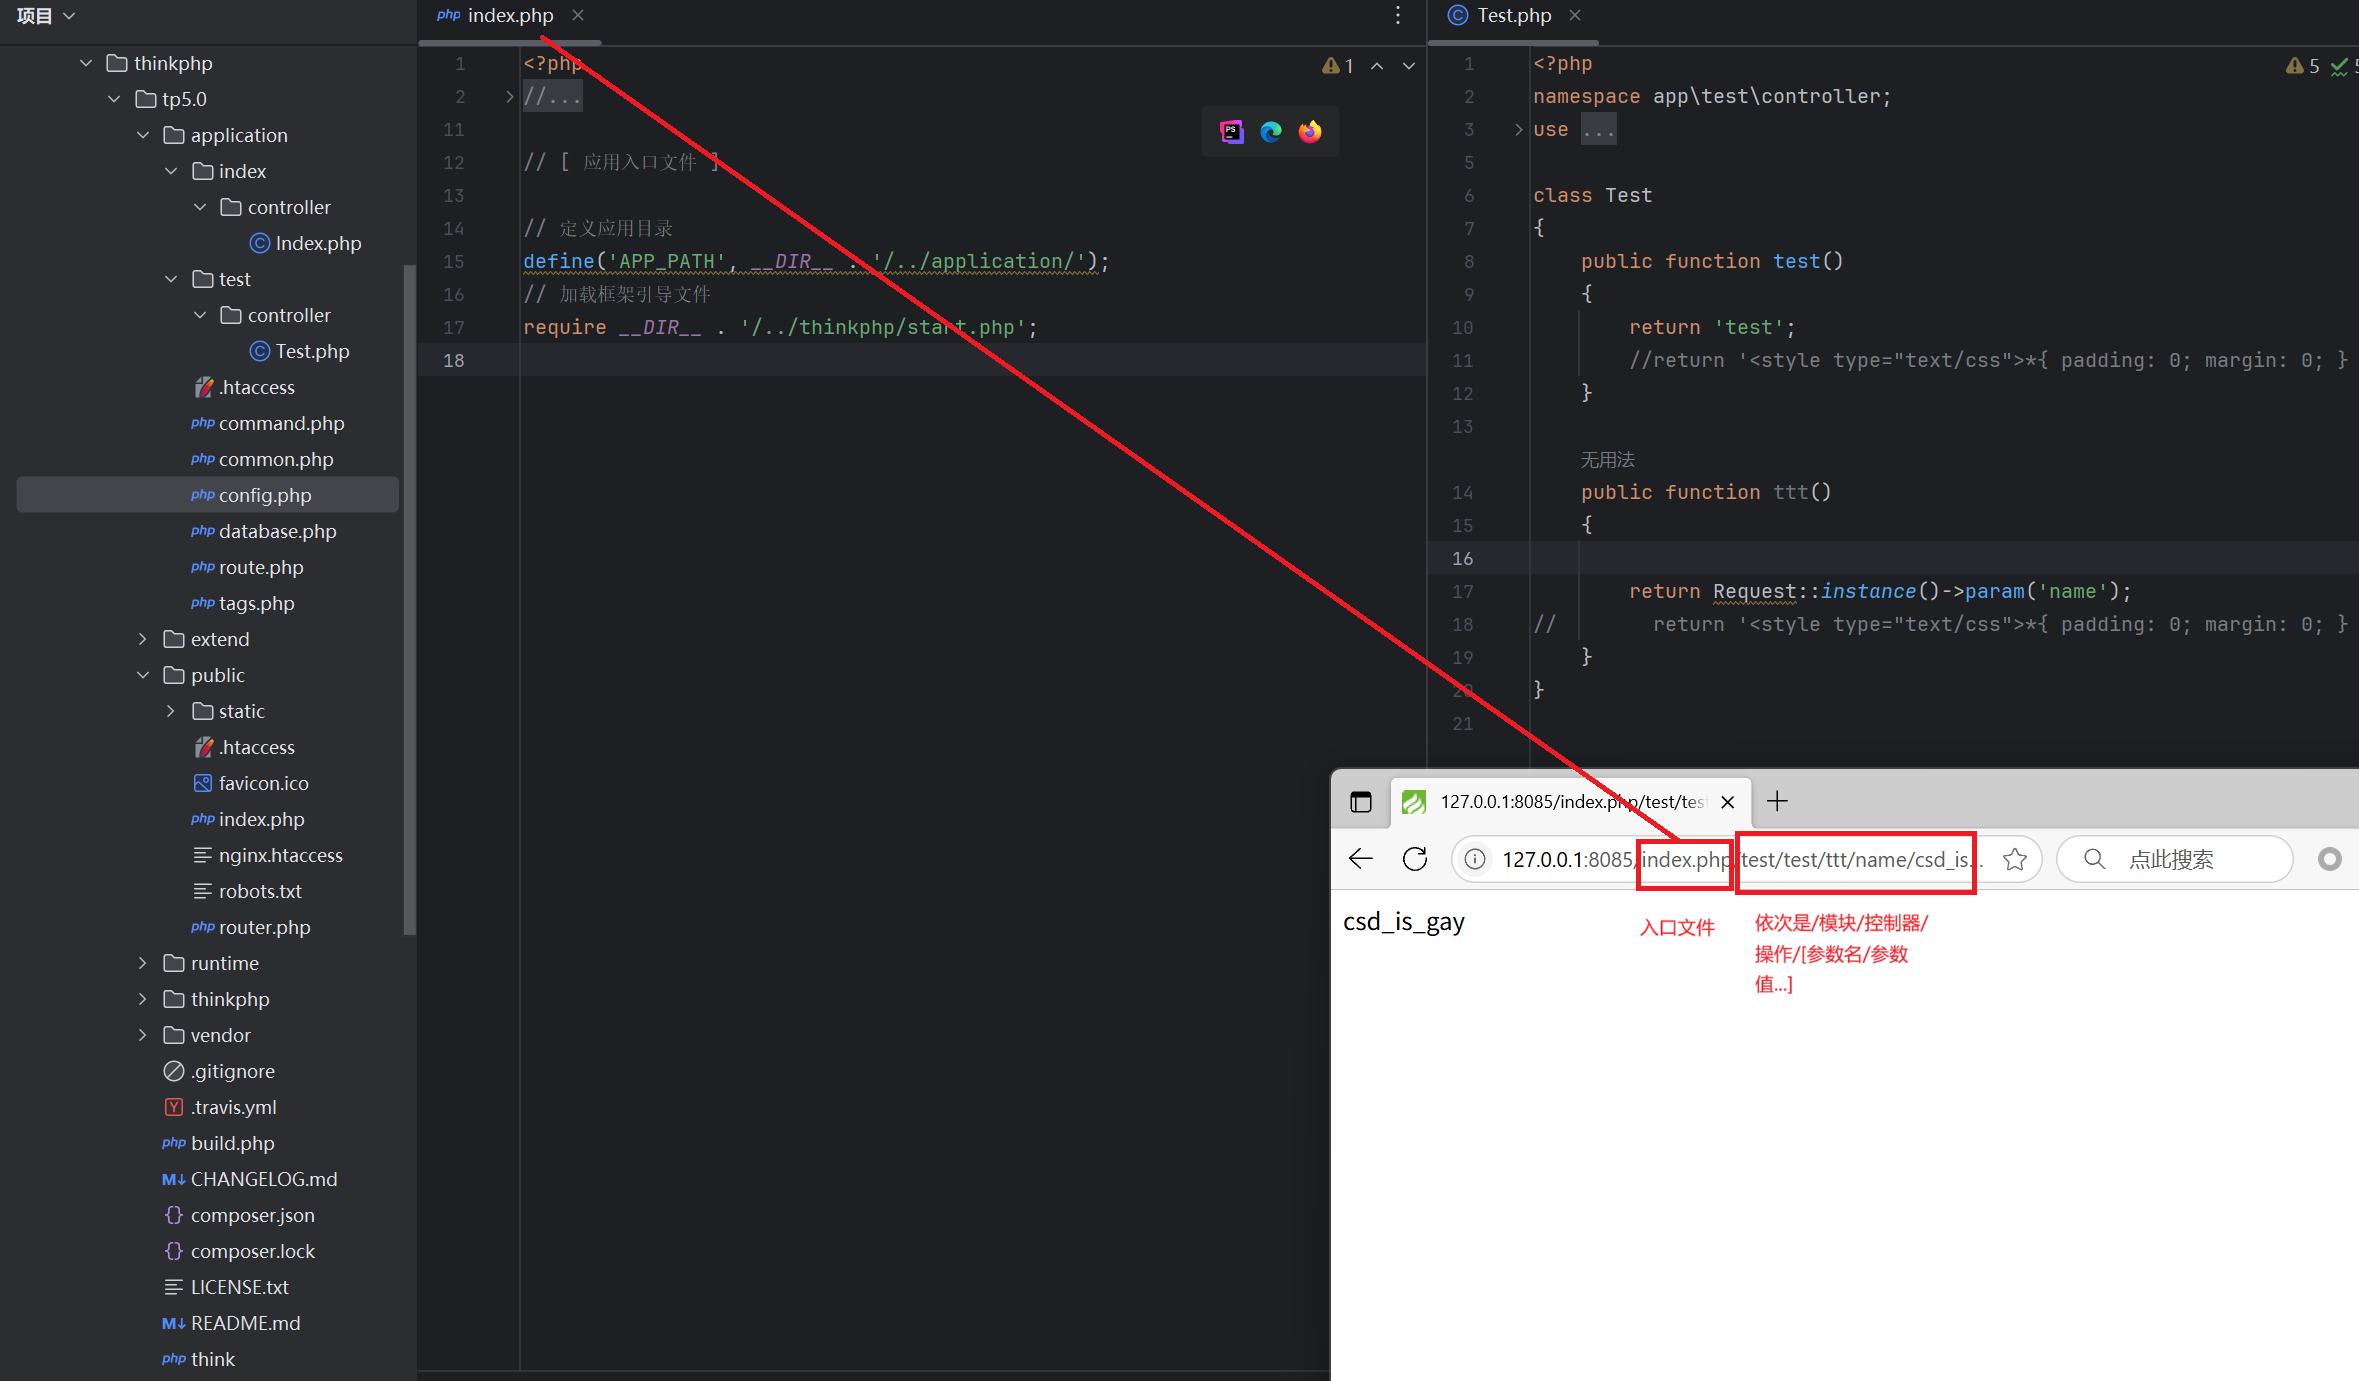 项目
thinkphp
tp5.0
application
index
controller
Index.php
test
controller
Test.php
.htaccess
command.php
common.php
config.php
database.php
route.php
tags.php
extend
public
static
.htaccess
favicon.ico
index.php
nginx.htaccess
robots.txt
router.php
runtime
thinkphp
vendor
.gitignore
.travis.yml
build.php
CHANGELOG.md
composer.json
composer.lock
LICENSE.txt
README.md
think
php index.php
1 <?php
2 //...
11
12 // [ 应用入口文件 ]
13
14 // 定义应用目录
15 define('APP_PATH', __DIR__ . '/../application/');
16 // 加载框架引导文件
17 require __DIR__ . '/../thinkphp/start.php';
18
1
Test.php
5
1 <?php
2 namespace app\test\controller;
3 use ...
5
6 class Test
7 {
8 public function test()
9 {
10 return 'test';
11 //return '<style type="text/css">*{ padding: 0; margin: 0; }
12 }
13
无用法
14 public function ttt()
15 {
16
17 return Request::instance()->param('name');
18 // return '<style type="text/css">*{ padding: 0; margin: 0; }
19 }
20 }
21
127.0.0.1:8085/index.php/test/tes
127.0.0.1:8085/index.php/test/test/ttt/name/csd_is...
点此搜索
csd_is_gay
入口文件
依次是/模块/控制器/
操作/[参数名/参数
值...]